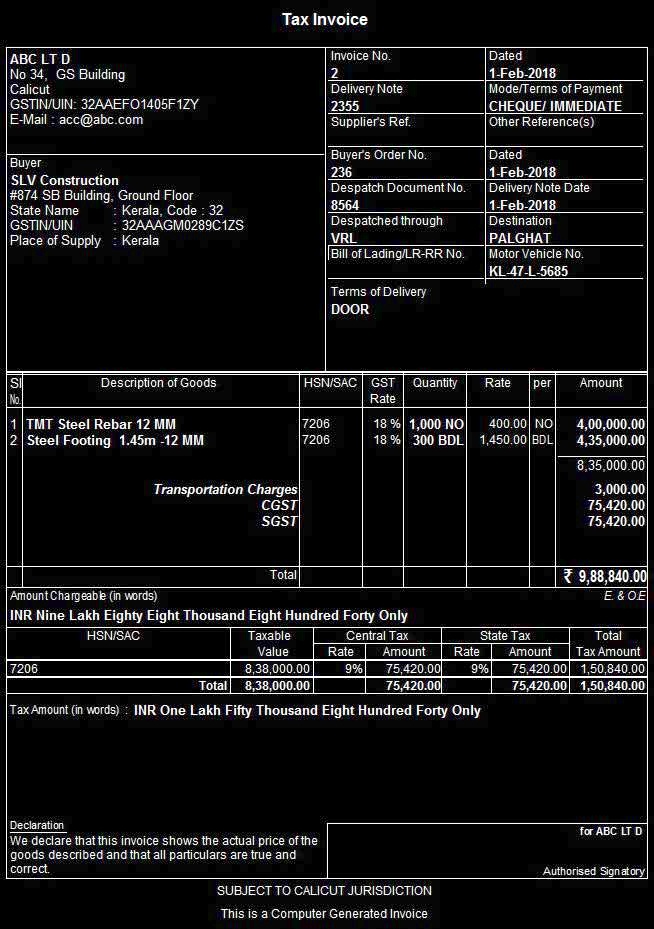 Tax Invoice
ABC LT D
No 34, GS Building
Calicut
GSTIN/UIN: 32AAEFO1405F1ZY
E-Mail : acc@abc.com
Buyer
SLV Construction
#874 SB Building, Ground Floor
State Name : Kerala, Code : 32
GSTIN/UIN : 32AAAGM0289C1ZS
Place of Supply : Kerala
Invoice No. Dated
2 1-Feb-2018
Delivery Note Mode/Terms of Payment
2355 CHEQUE/ IMMEDIATE
Supplier's Ref. Other Reference(s)
Buyer's Order No. Dated
236 1-Feb-2018
Despatch Document No. Delivery Note Date
8564 1-Feb-2018
Despatched through Destination
VRL PALGHAT
Bill of Lading/LR-RR No. Motor Vehicle No.
KL-47-L-5685
Terms of Delivery
DOOR
Sl Description of Goods HSN/SAC GST Quantity Rate per Amount
No. Rate
1 TMT Steel Rebar 12 MM 7206 18 % 1,000 NO 400.00 NO 4,00,000.00
2 Steel Footing 1.45m -12 MM 7206 18 % 300 BDL 1,450.00 BDL 4,35,000.00
8,35,000.00
Transportation Charges 3,000.00
CGST 75,420.00
SGST 75,420.00
Total ₹ 9,88,840.00
Amount Chargeable (in words) E. & O.E
INR Nine Lakh Eighty Eight Thousand Eight Hundred Forty Only
HSN/SAC Taxable Central Tax State Tax Total
Value Rate Amount Rate Amount Tax Amount
7206 8,38,000.00 9% 75,420.00 9% 75,420.00 1,50,840.00
Total 8,38,000.00 75,420.00 75,420.00 1,50,840.00
Tax Amount (in words) : INR One Lakh Fifty Thousand Eight Hundred Forty Only
Declaration
We declare that this invoice shows the actual price of the
goods described and that all particulars are true and
correct.
for ABC LT D
Authorised Signatory
SUBJECT TO CALICUT JURISDICTION
This is a Computer Generated Invoice